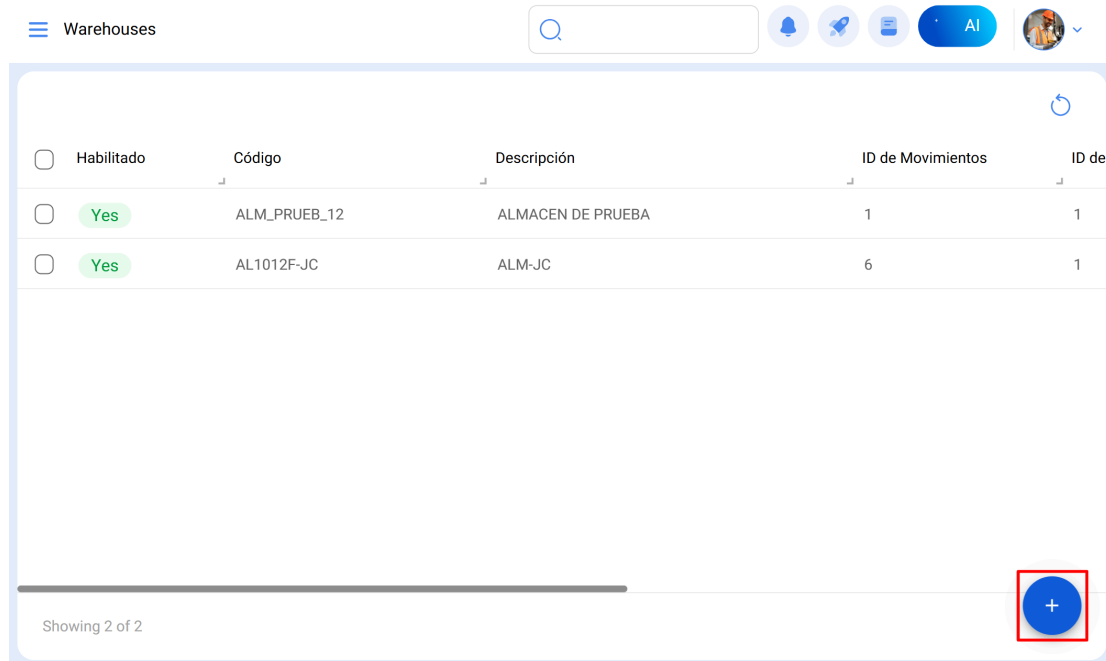 Warehouses
AI
Habilitado Código Descripción ID de Movimientos ID de
Yes ALM_PRUEB_12 ALMACEN DE PRUEBA 1 1
Yes AL1012F-JC ALM-JC 6 1
Showing 2 of 2